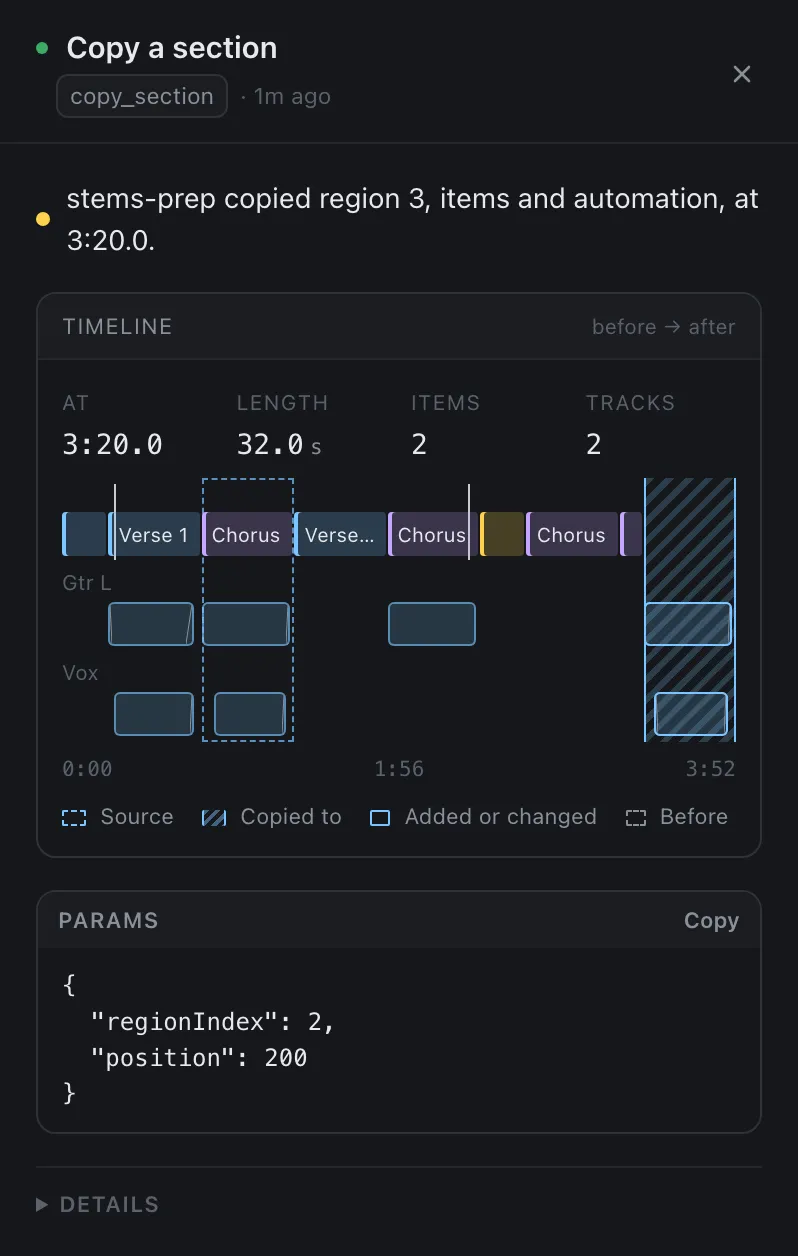 Copy a section
copy_section · 1m ago
stems-prep copied region 3, items and automation, at
3:20.0.
TIMELINE before → after
AT LENGTH ITEMS TRACKS
3:20.0 32.0 s 2 2
Verse 1 Chorus Verse... Chorus Chorus
Gtr L
Vox
0:00 1:56 3:52
Source Copied to Added or changed Before
PARAMS Copy
{
"regionIndex": 2,
"position": 200
}
DETAILS